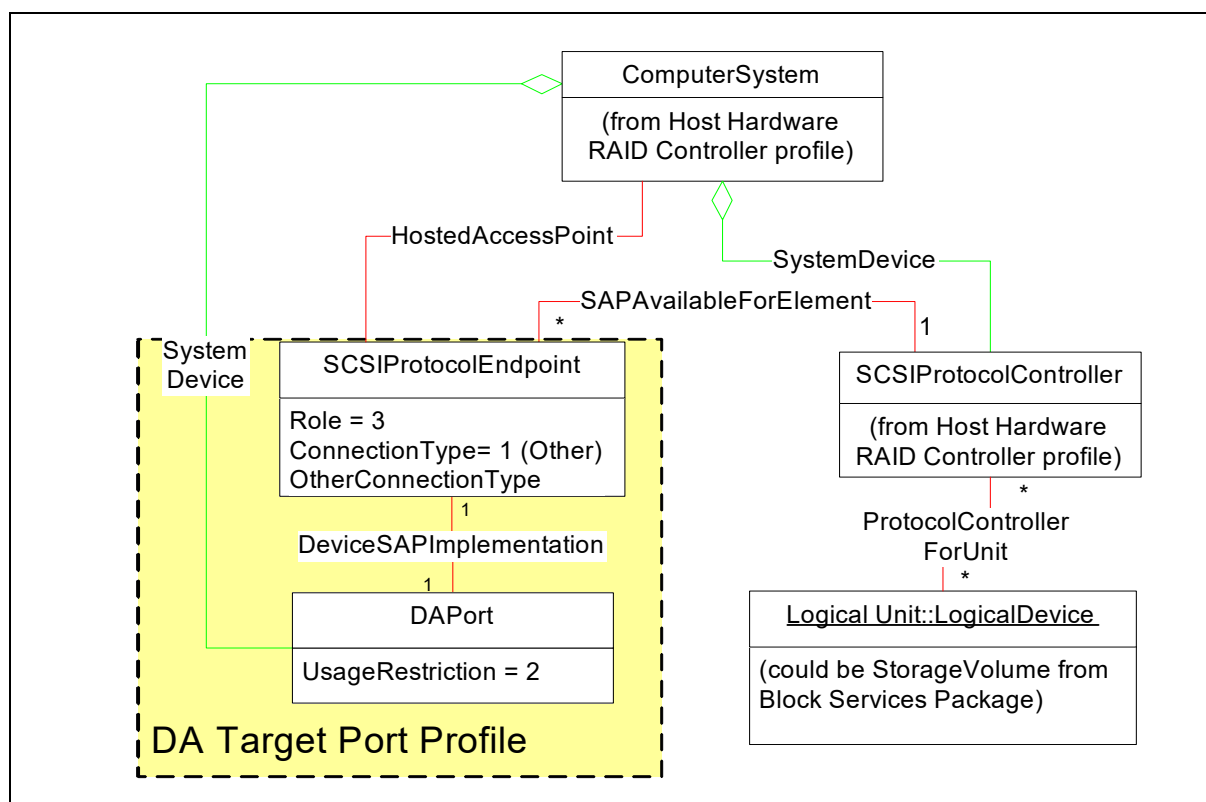 ComputerSystem
(from Host Hardware
RAID Controller profile)
HostedAccessPoint
SystemDevice
SAPAvailableForElement
*
1
System
Device
SCSIProtocolEndpoint
Role = 3
ConnectionType= 1 (Other)
OtherConnectionType
SCSIProtocolController
(from Host Hardware
RAID Controller profile)
1
*
DeviceSAPImplementation
ProtocolController
ForUnit
1
*
DAPort
UsageRestriction = 2
Logical Unit::LogicalDevice
(could be StorageVolume from
Block Services Package)
DA Target Port Profile